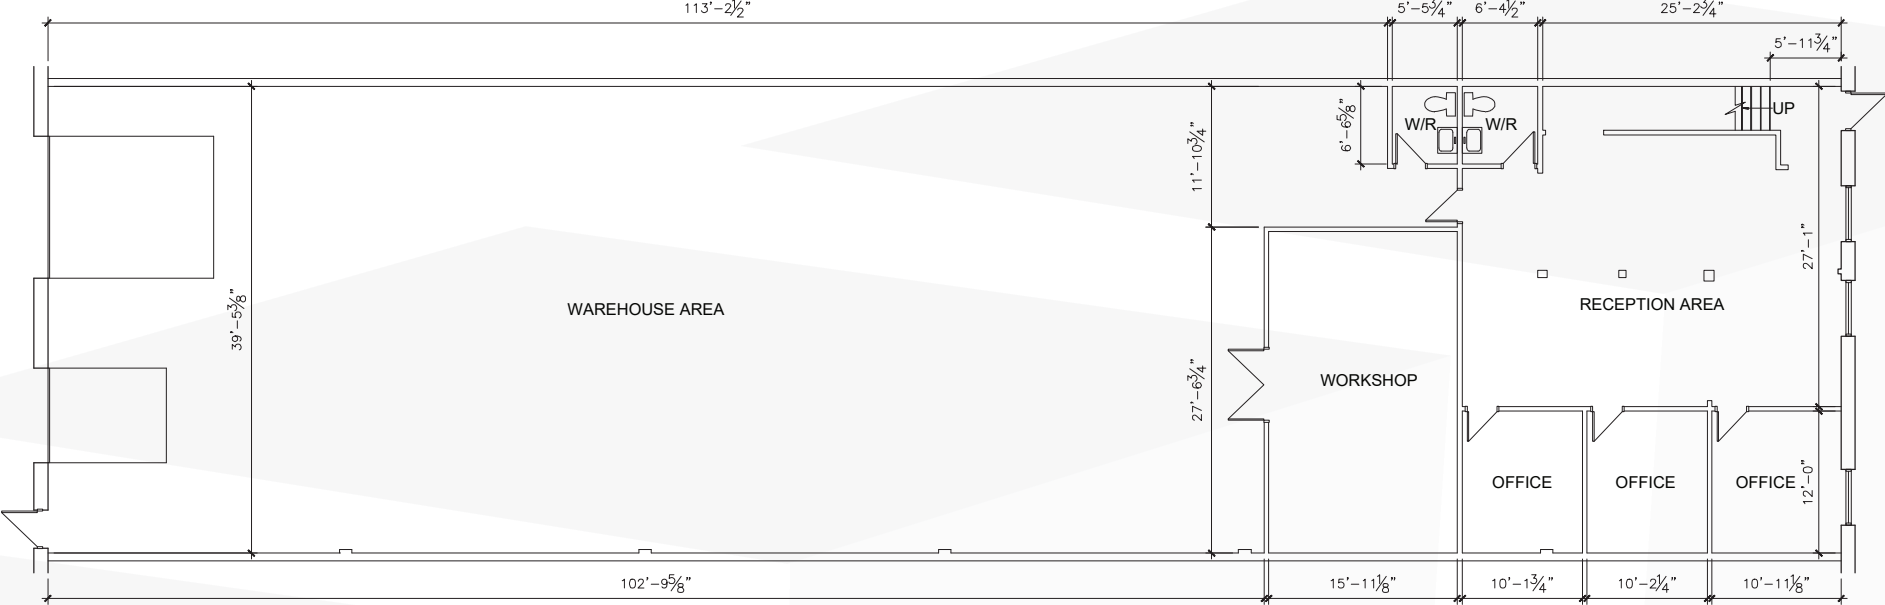 113'-2½"
5'-5¾"
6'-4½"
25'-2¾"
5'-11¾"
UP
W/R
W/R
6'-6⅝"
11'-10¾"
27'-1"
39'-5⅜"
WAREHOUSE AREA
RECEPTION AREA
WORKSHOP
27'-6¾"
OFFICE
OFFICE
OFFICE
12'-0"
102'-9⅝"
15'-11⅛"
10'-1¾"
10'-2¼"
10'-11⅛"